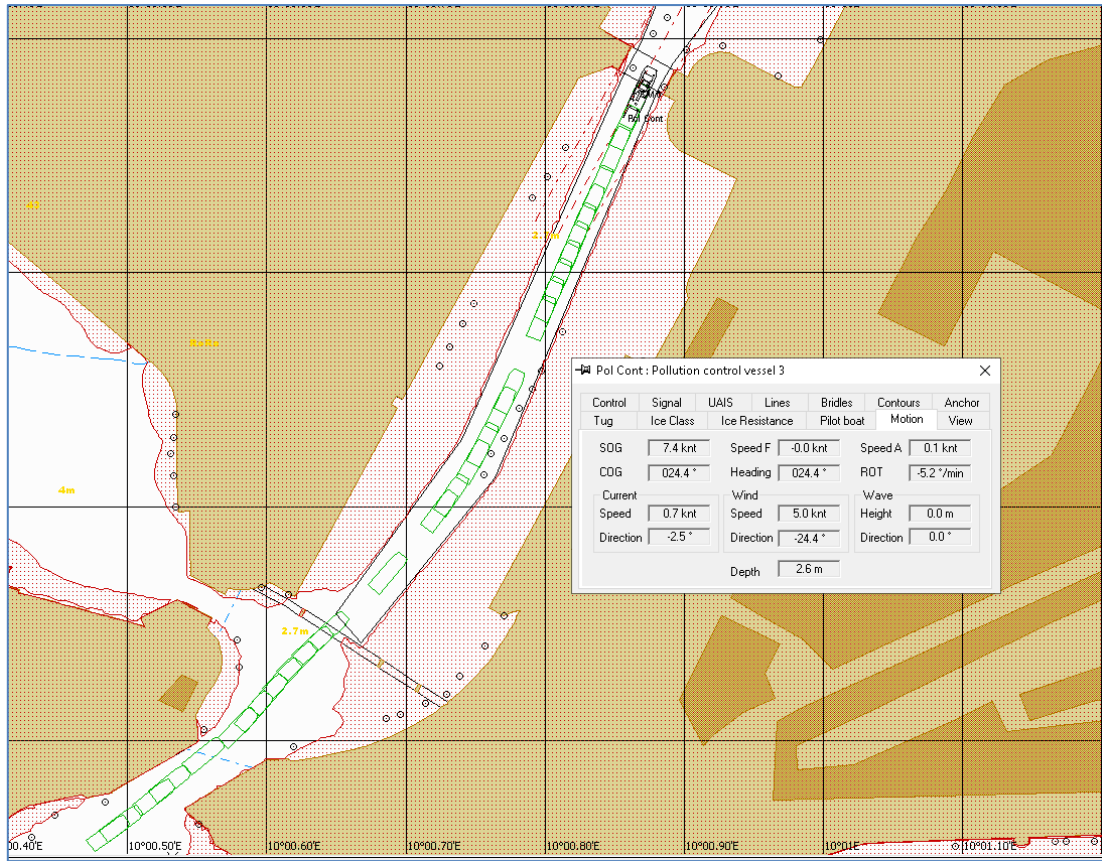 Pol Cont
2.7m
4m
2.7m
Pol Cont : Pollution control vessel 3
Control Signal UAIS Lines Bridles Contours Anchor
Tug Ice Class Ice Resistance Pilot boat Motion View
SOG 7.4 knt Speed F -0.0 knt Speed A 0.1 knt
COG 024.4 ° Heading 024.4 ° ROT -5.2 °/min
Current Wind Wave
Speed 0.7 knt Speed 5.0 knt Height 0.0 m
Direction -2.5 ° Direction -24.4 ° Direction 0.0 °
Depth 2.6 m
00.40'E 10°00.50'E 10°00.60'E 10°00.70'E 10°00.80'E 10°00.90'E 10°01'E 10°01.10'E